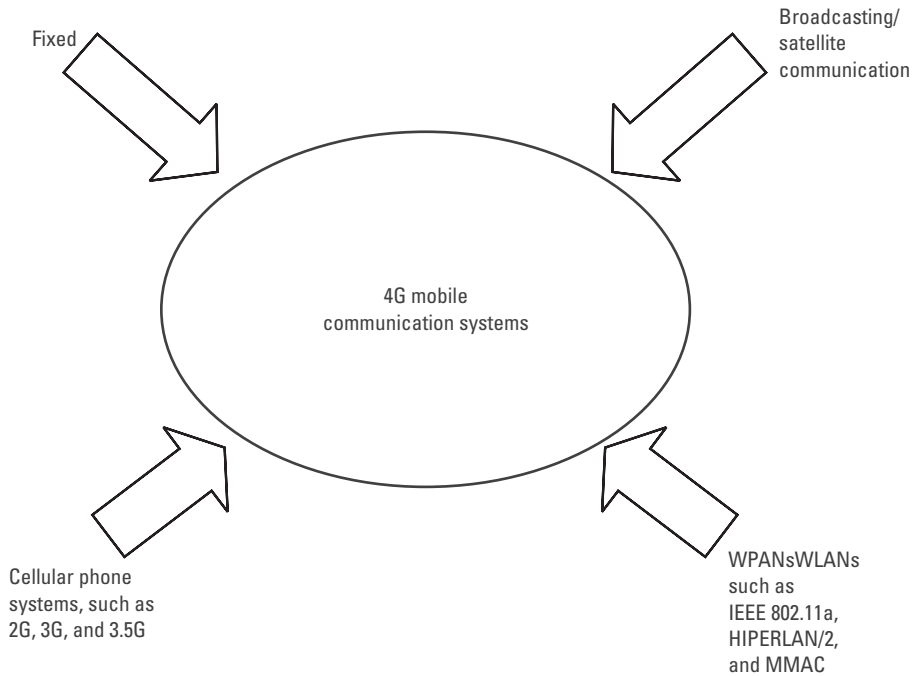 Fixed
Broadcasting/
satellite
communication
4G mobile
communication systems
Cellular phone
systems, such as
2G, 3G, and 3.5G
WPANsWLANs
such as
IEEE 802.11a,
HIPERLAN/2,
and MMAC